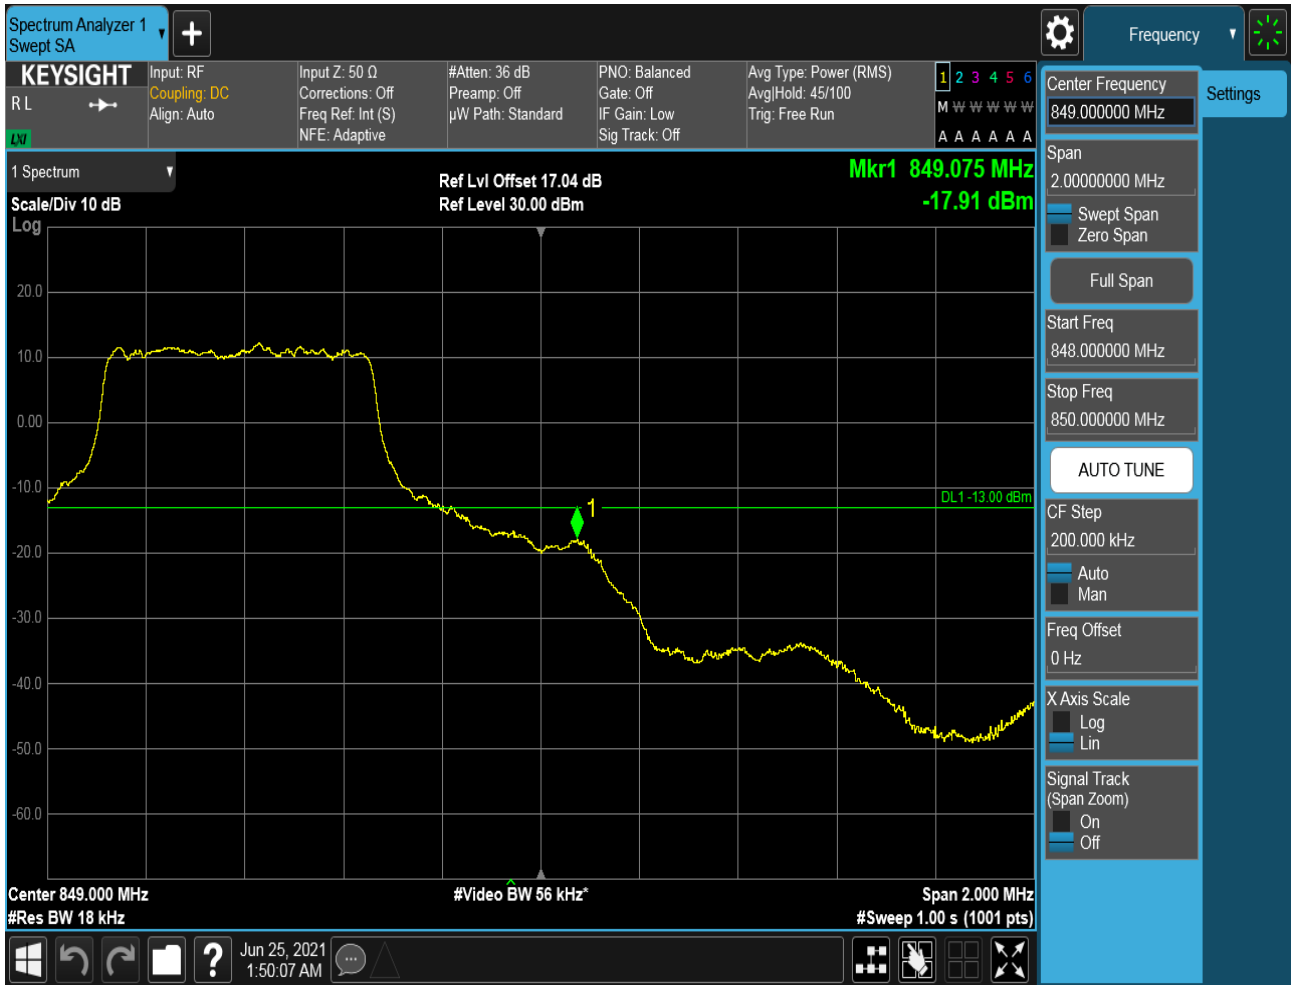 Spectrum Analyzer 1
Swept SA
Frequency
KEYSIGHT
R L
LXI
Input: RF
Coupling: DC
Align: Auto
Input Z: 50 Ω
Corrections: Off
Freq Ref: Int (S)
NFE: Adaptive
#Atten: 36 dB
Preamp: Off
µW Path: Standard
PNO: Balanced
Gate: Off
IF Gain: Low
Sig Track: Off
Avg Type: Power (RMS)
Avg|Hold: 45/100
Trig: Free Run
1 2 3 4 5 6
M W W W W W
A A A A A A
1 Spectrum
Scale/Div 10 dB
Log
Ref Lvl Offset 17.04 dB
Ref Level 30.00 dBm
Mkr1 849.075 MHz
-17.91 dBm
20.0
10.0
0.00
-10.0
-20.0
-30.0
-40.0
-50.0
-60.0
DL1 -13.00 dBm
1
Center 849.000 MHz
#Res BW 18 kHz
#Video BW 56 kHz*
Span 2.000 MHz
#Sweep 1.00 s (1001 pts)
Jun 25, 2021
1:50:07 AM
?
Center Frequency
849.000000 MHz
Settings
Span
2.00000000 MHz
Swept Span
Zero Span
Full Span
Start Freq
848.000000 MHz
Stop Freq
850.000000 MHz
AUTO TUNE
CF Step
200.000 kHz
Auto
Man
Freq Offset
0 Hz
X Axis Scale
Log
Lin
Signal Track
(Span Zoom)
On
Off